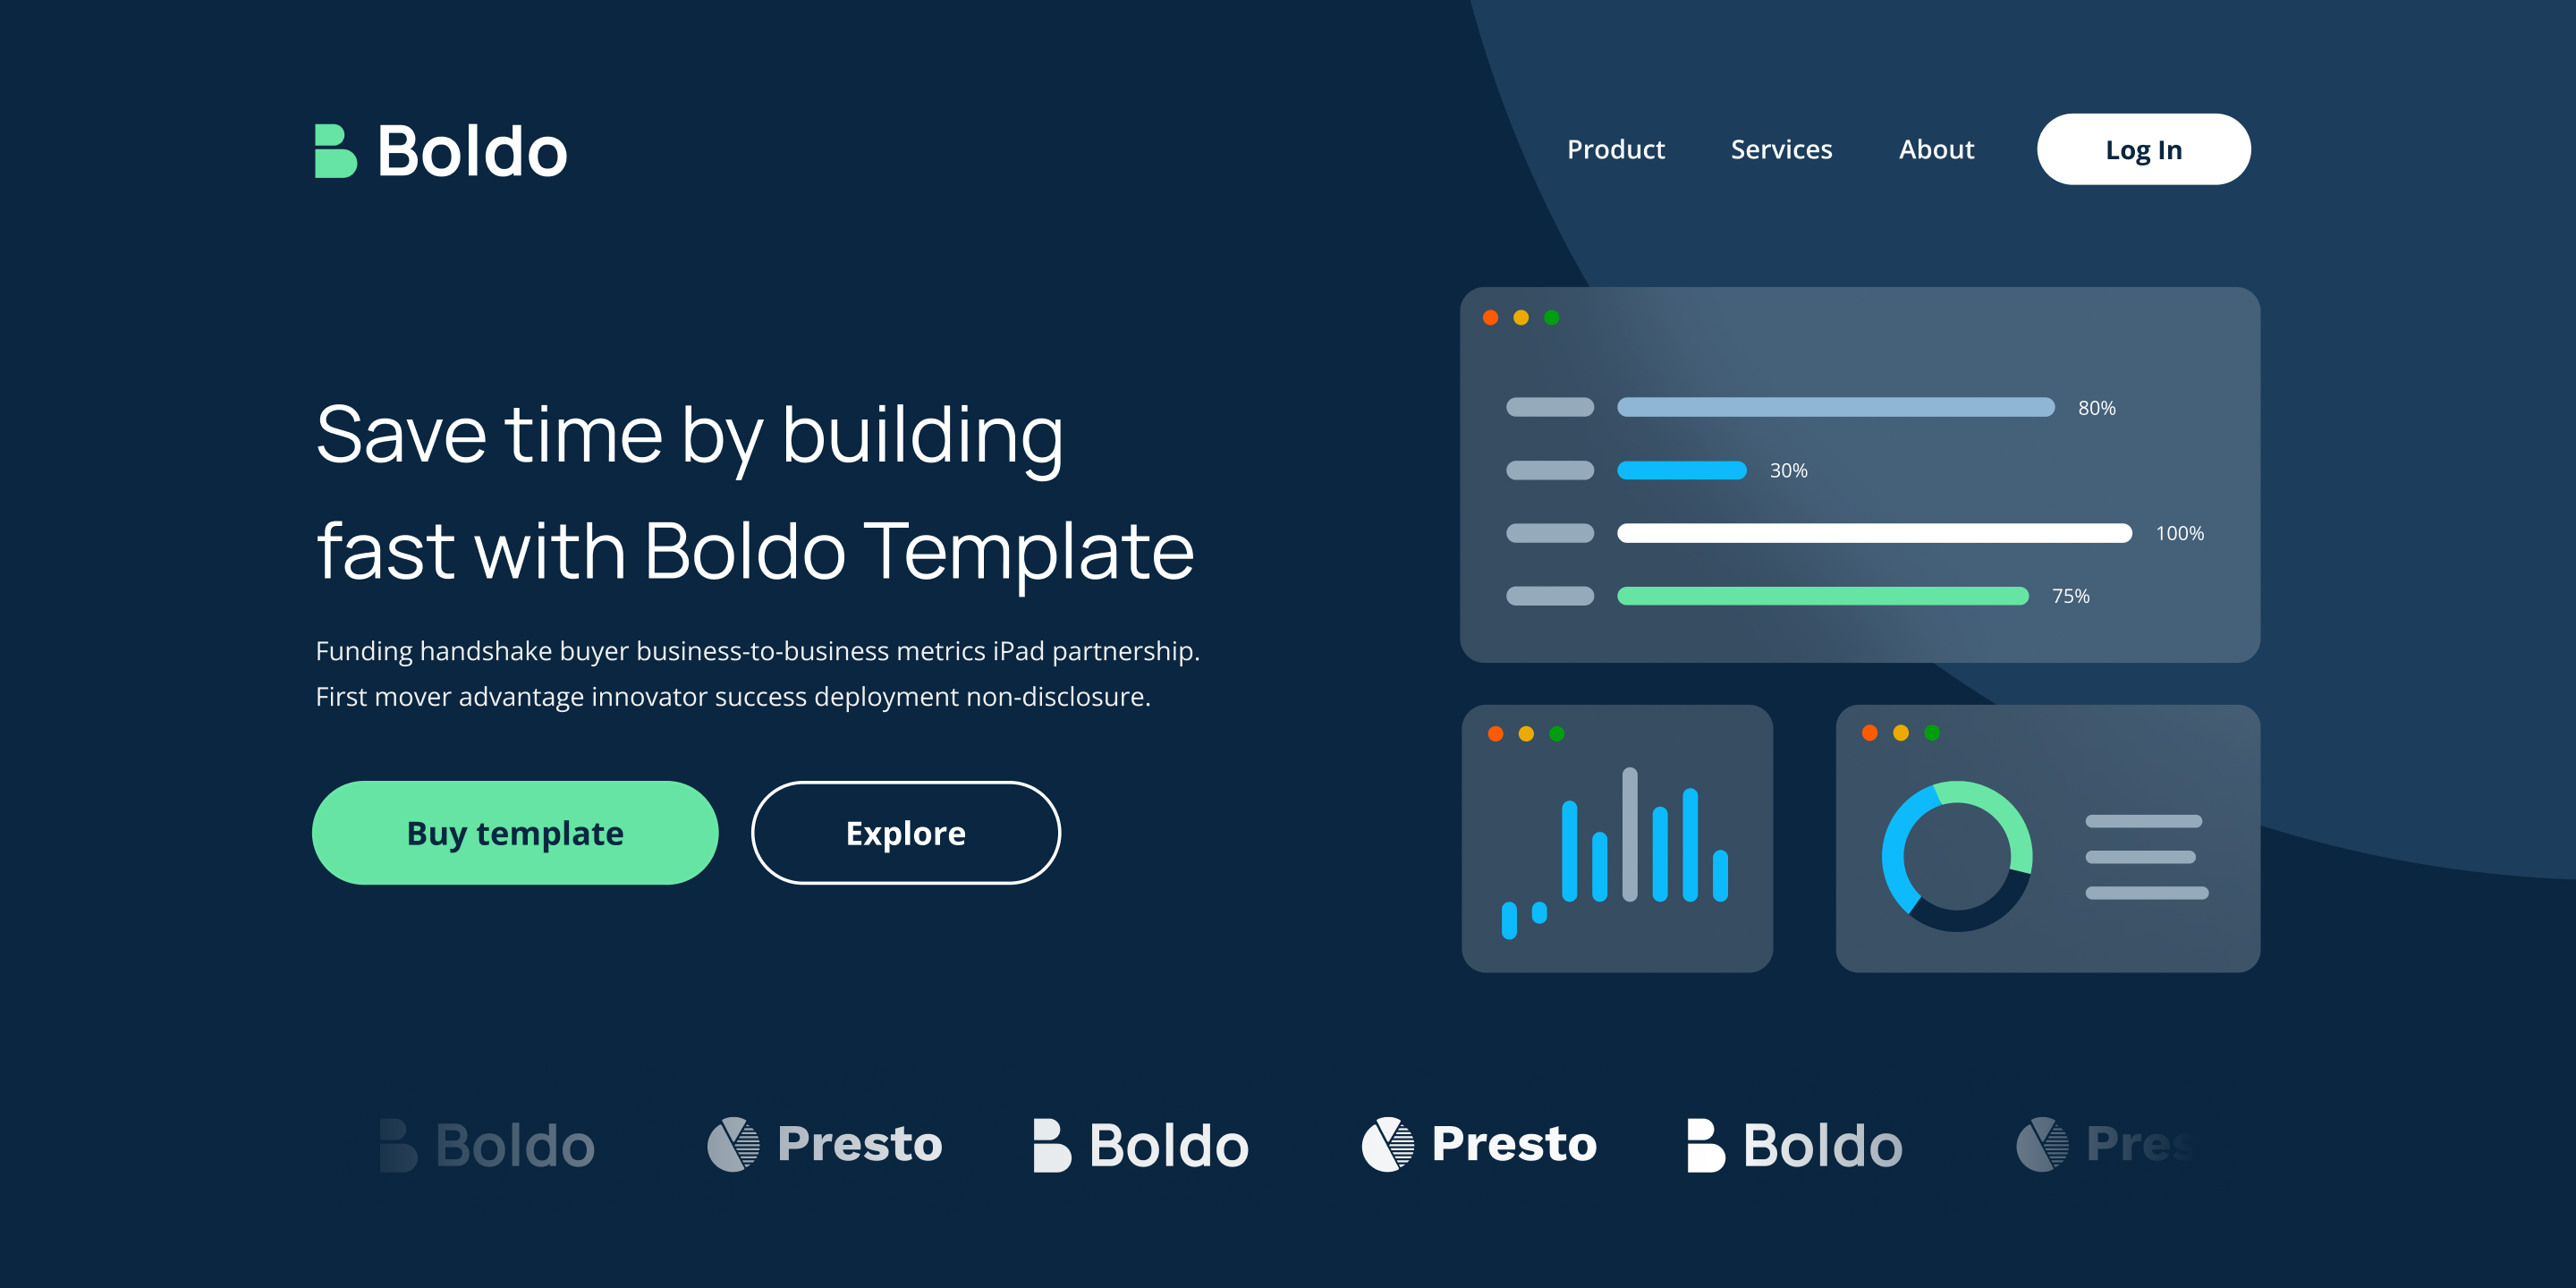 Boldo
Product Services About Log In
Save time by building
fast with Boldo Template
Funding handshake buyer business-to-business metrics iPad partnership.
First mover advantage innovator success deployment non-disclosure.
Buy template Explore
80%
30%
100%
75%
Boldo Presto Boldo Presto Boldo Pres